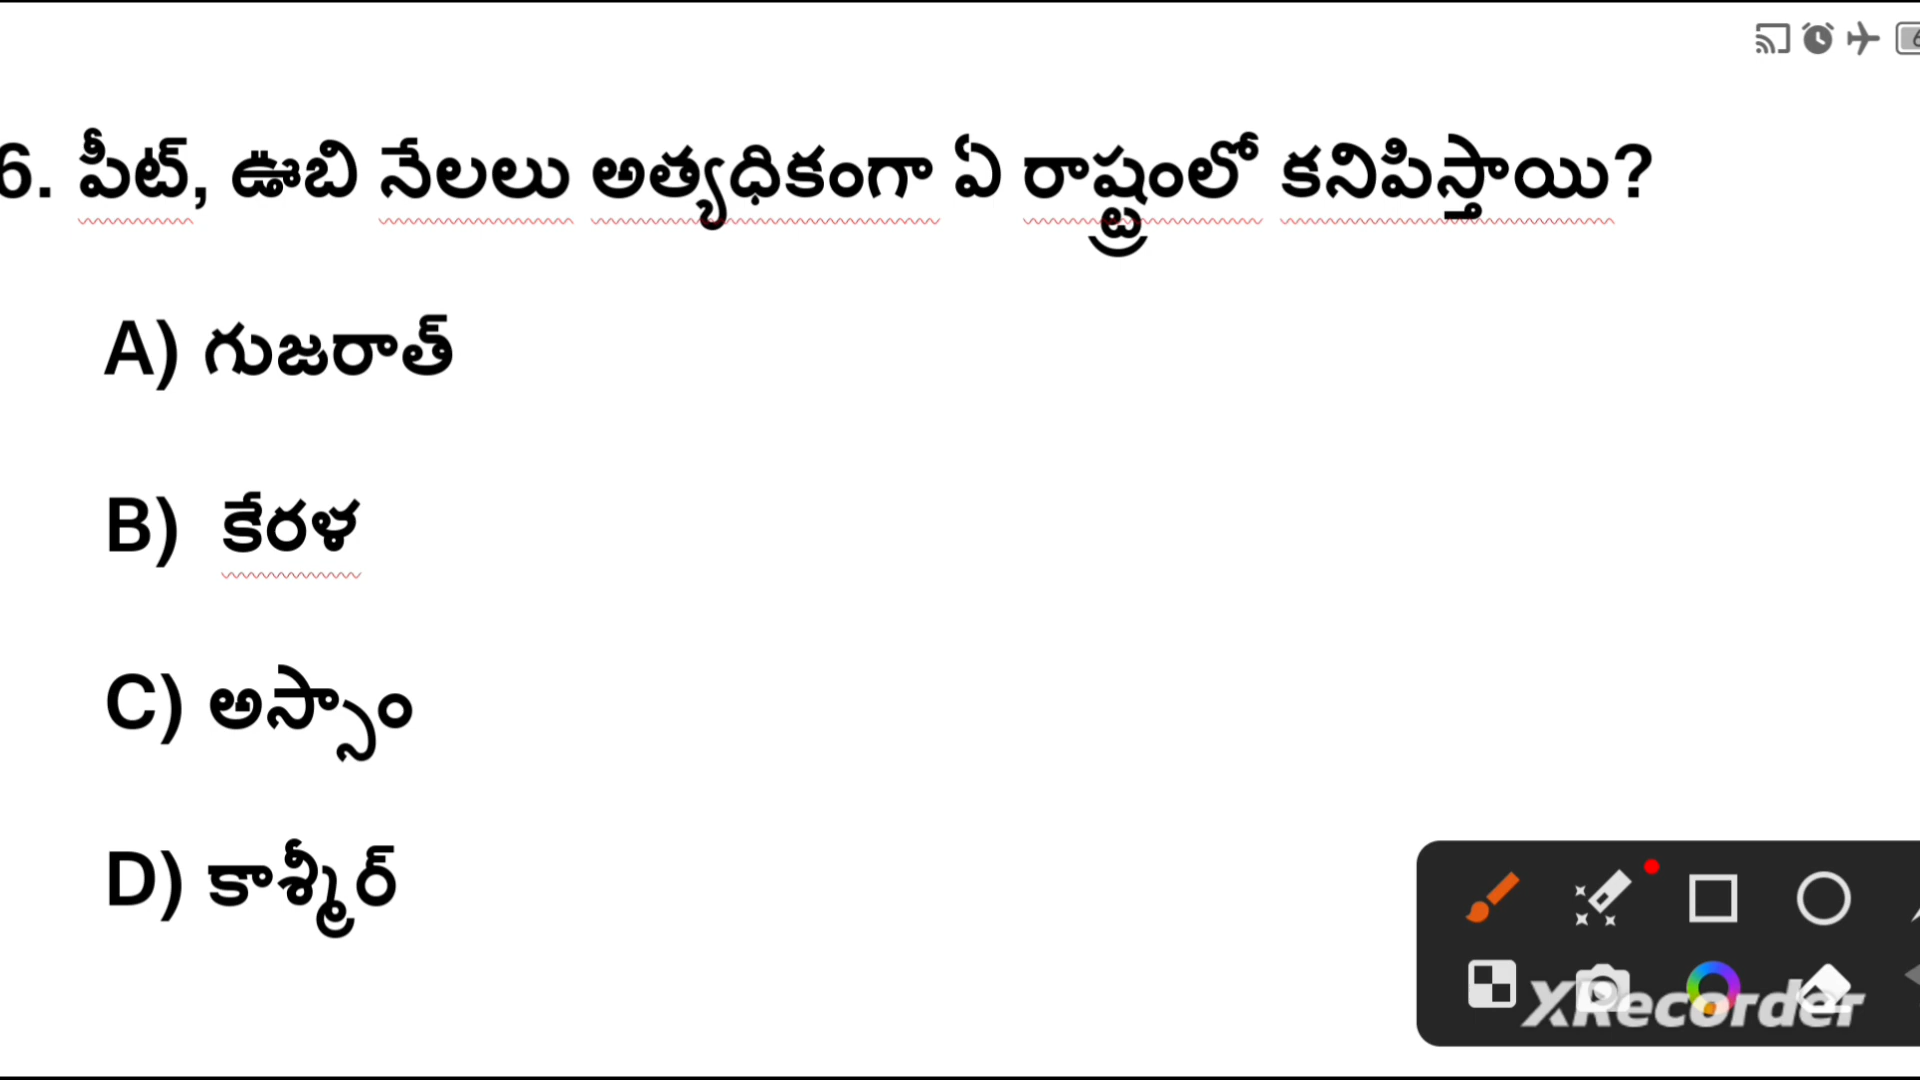 6. పీట్, ఊబి నేలలు అత్యధికంగా ఏ రాష్ట్రంలో కనిపిస్తాయి?
A) గుజరాత్
B) కేరళ
C) అస్సాం
D) కాశ్మీర్
XRecorder